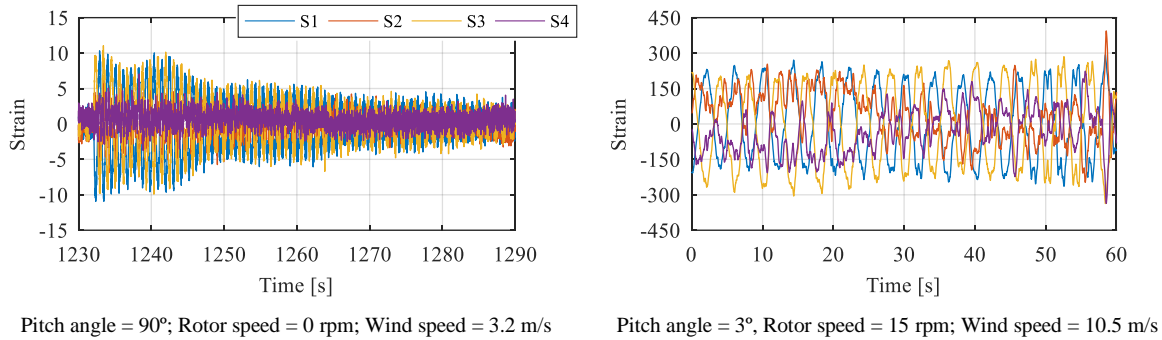 S1 S2 S3 S4
15
10
5
0
-5
-10
-15
Strain
1230 1240 1250 1260 1270 1280 1290
Time [s]
Pitch angle = 90º; Rotor speed = 0 rpm; Wind speed = 3.2 m/s
450
300
150
0
-150
-300
-450
Strain
0 10 20 30 40 50 60
Time [s]
Pitch angle = 3º, Rotor speed = 15 rpm; Wind speed = 10.5 m/s